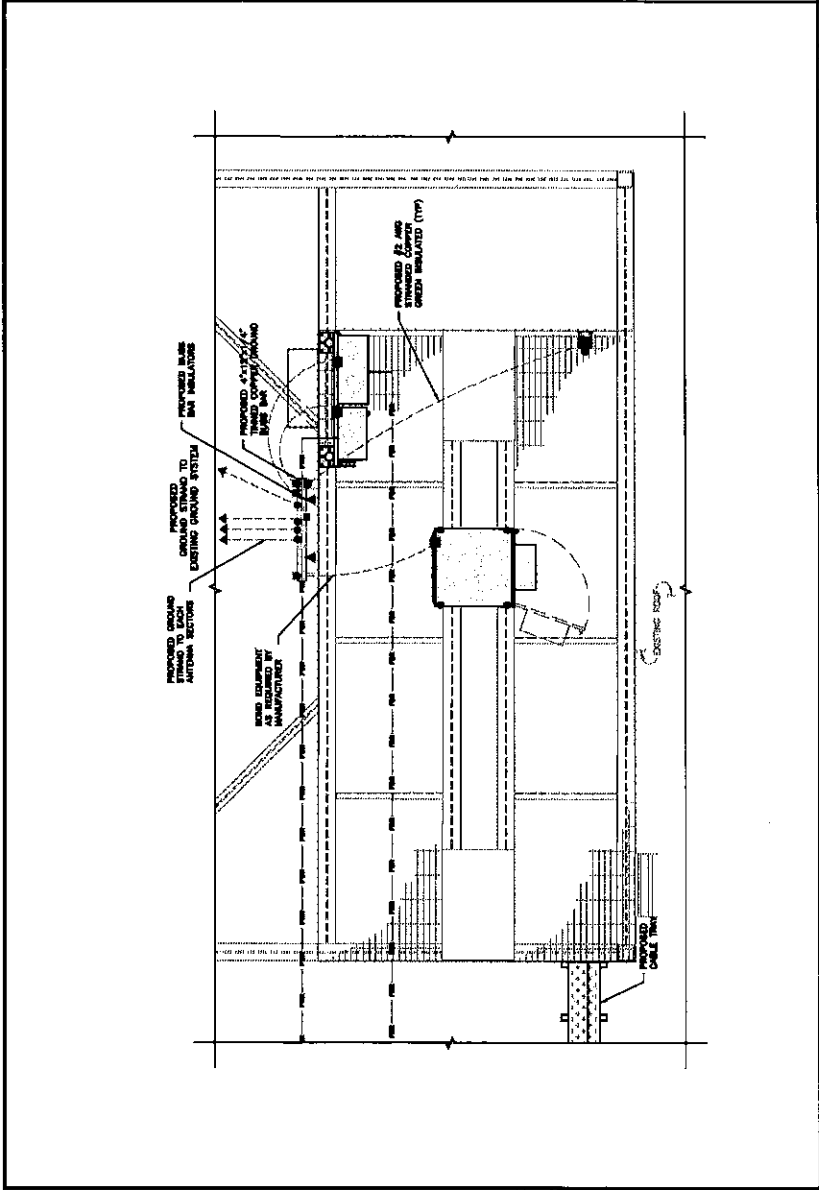 PROPOSED GROUND
STRAND TO EACH
ANTENNA SECTORS
PROPOSED
GROUND STRAND TO
EXISTING GROUND SYSTEM
PROPOSED BUSS
BAR INSULATORS
PROPOSED 4"x12"x1/4"
TINNED COPPER GROUND
BUSS BAR
BOND EQUIPMENT
AS REQUIRED BY
MANUFACTURER
PROPOSED #2 AWG
STRANDED COPPER
GREEN INSULATED (TYP)
EXISTING ROOF
PROPOSED
CABLE TRAY